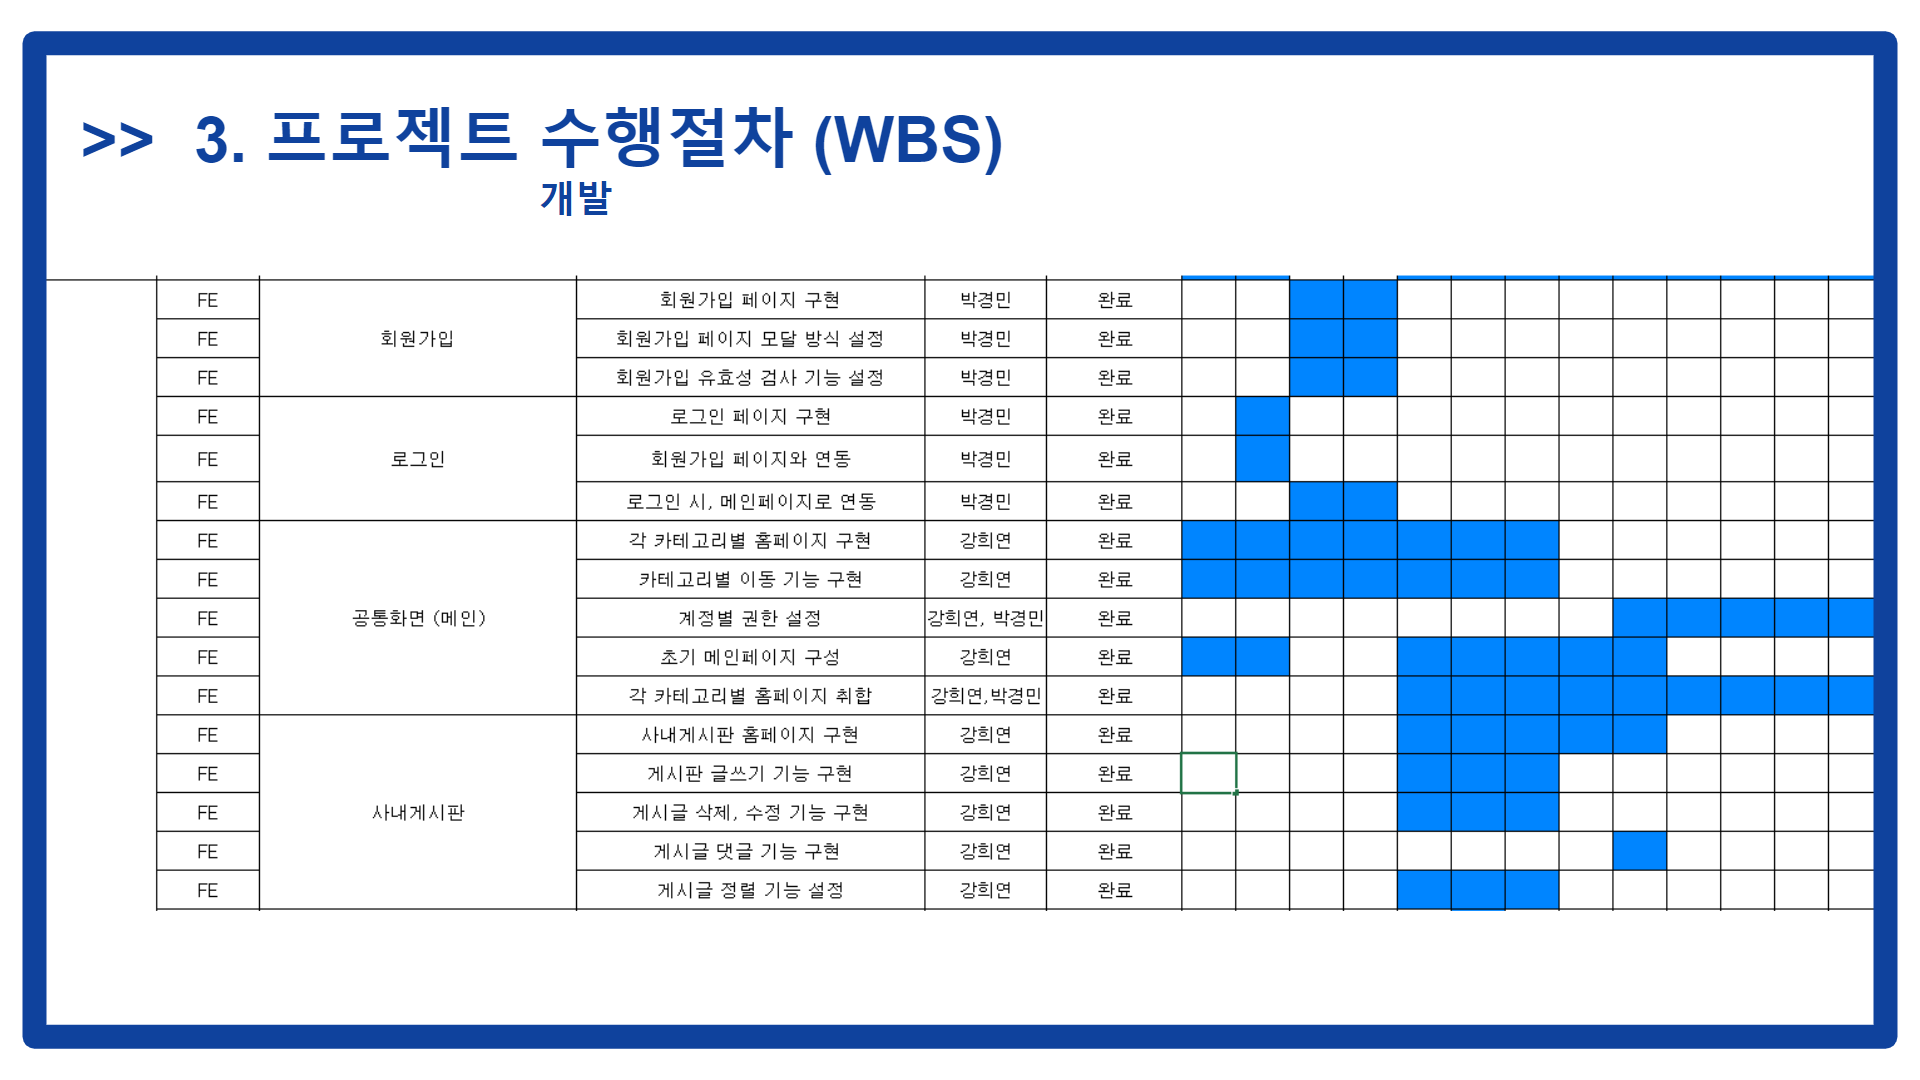 >> 3. 프로젝트 수행절차 (WBS)
개발
FE 회원가입 회원가입 페이지 구현 박경민 완료
FE 회원가입 페이지 모달 방식 설정 박경민 완료
FE 회원가입 유효성 검사 기능 설정 박경민 완료
FE 로그인 로그인 페이지 구현 박경민 완료
FE 회원가입 페이지와 연동 박경민 완료
FE 로그인 시, 메인페이지로 연동 박경민 완료
FE 공통화면 (메인) 각 카테고리별 홈페이지 구현 강희연 완료
FE 카테고리별 이동 기능 구현 강희연 완료
FE 계정별 권한 설정 강희연, 박경민 완료
FE 초기 메인페이지 구성 강희연 완료
FE 각 카테고리별 홈페이지 취합 강희연,박경민 완료
FE 사내게시판 사내게시판 홈페이지 구현 강희연 완료
FE 게시판 글쓰기 기능 구현 강희연 완료
FE 게시글 삭제, 수정 기능 구현 강희연 완료
FE 게시글 댓글 기능 구현 강희연 완료
FE 게시글 정렬 기능 설정 강희연 완료